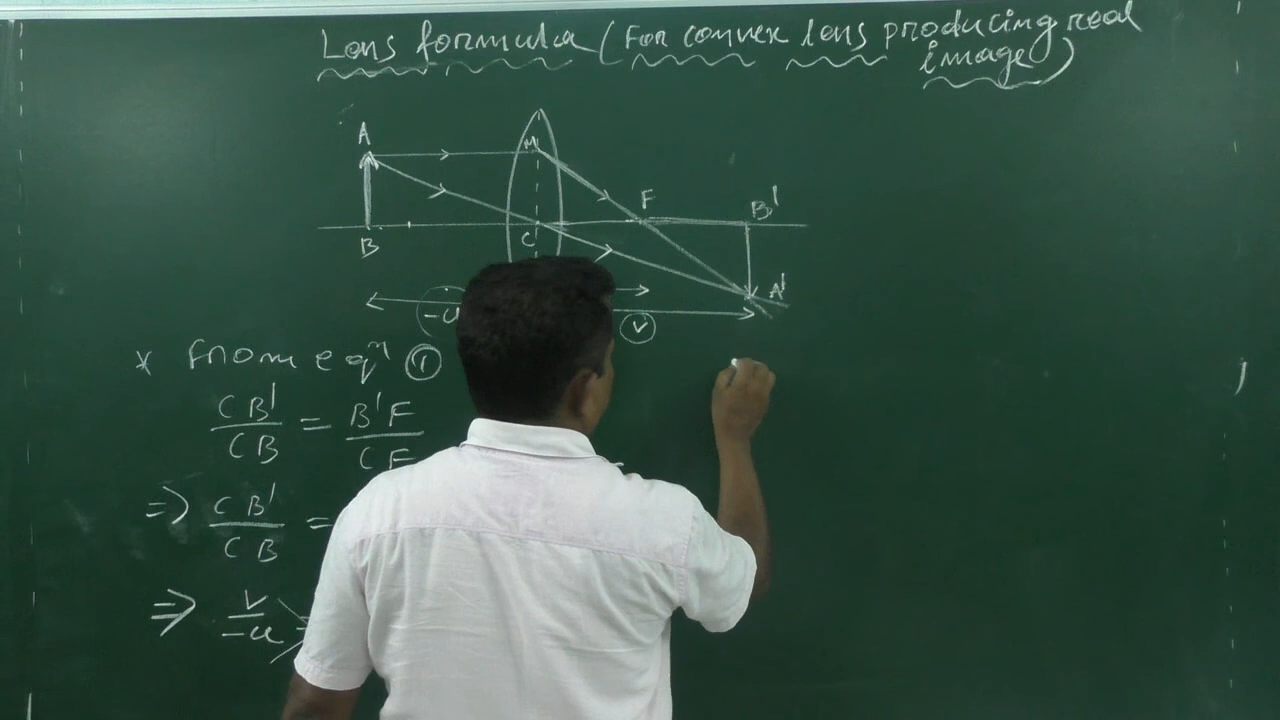 Lens formula (For convex lens producing real
image)
A
M
F
B'
B
C
A'
-u
v
* From eqn 1
CB'/CB = B'F/CF
=> CB'/CB =
=> v/-u